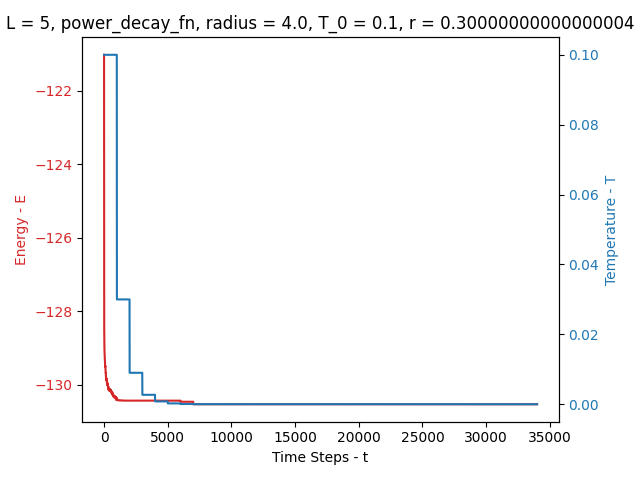 L = 5, power_decay_fn, radius = 4.0, T_0 = 0.1, r = 0.30000000000000004
−122
−124
−126
−128
−130
Energy - E
0.10
0.08
0.06
0.04
0.02
0.00
Temperature - T
0 5000 10000 15000 20000 25000 30000 35000
Time Steps - t